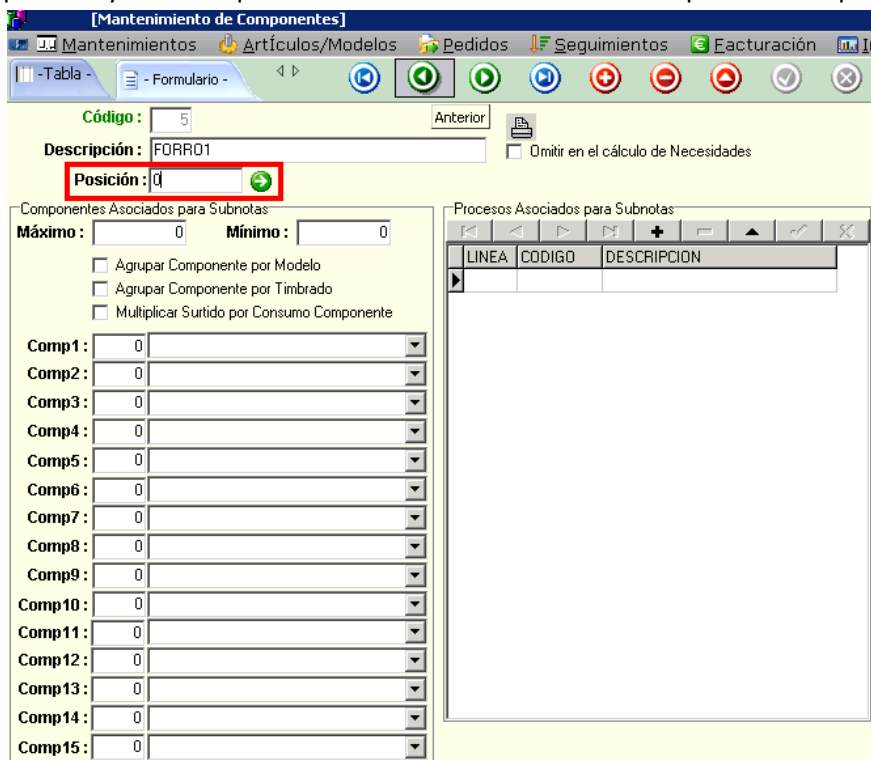 [Mantenimiento de Componentes]
Mantenimientos Artículos/Modelos Pedidos Seguimientos Facturación
-Tabla - - Formulario -
Código : 5 Anterior
Descripción : FORRO1 Omitir en el cálculo de Necesidades
Posición : 0
Componentes Asociados para Subnotas Procesos Asociados para Subnotas
Máximo : 0 Mínimo : 0
LINEA CODIGO DESCRIPCION
Agrupar Componente por Modelo
Agrupar Componente por Timbrado
Multiplicar Surtido por Consumo Componente
Comp1 : 0
Comp2 : 0
Comp3 : 0
Comp4 : 0
Comp5 : 0
Comp6 : 0
Comp7 : 0
Comp8 : 0
Comp9 : 0
Comp10 : 0
Comp11 : 0
Comp12 : 0
Comp13 : 0
Comp14 : 0
Comp15 : 0